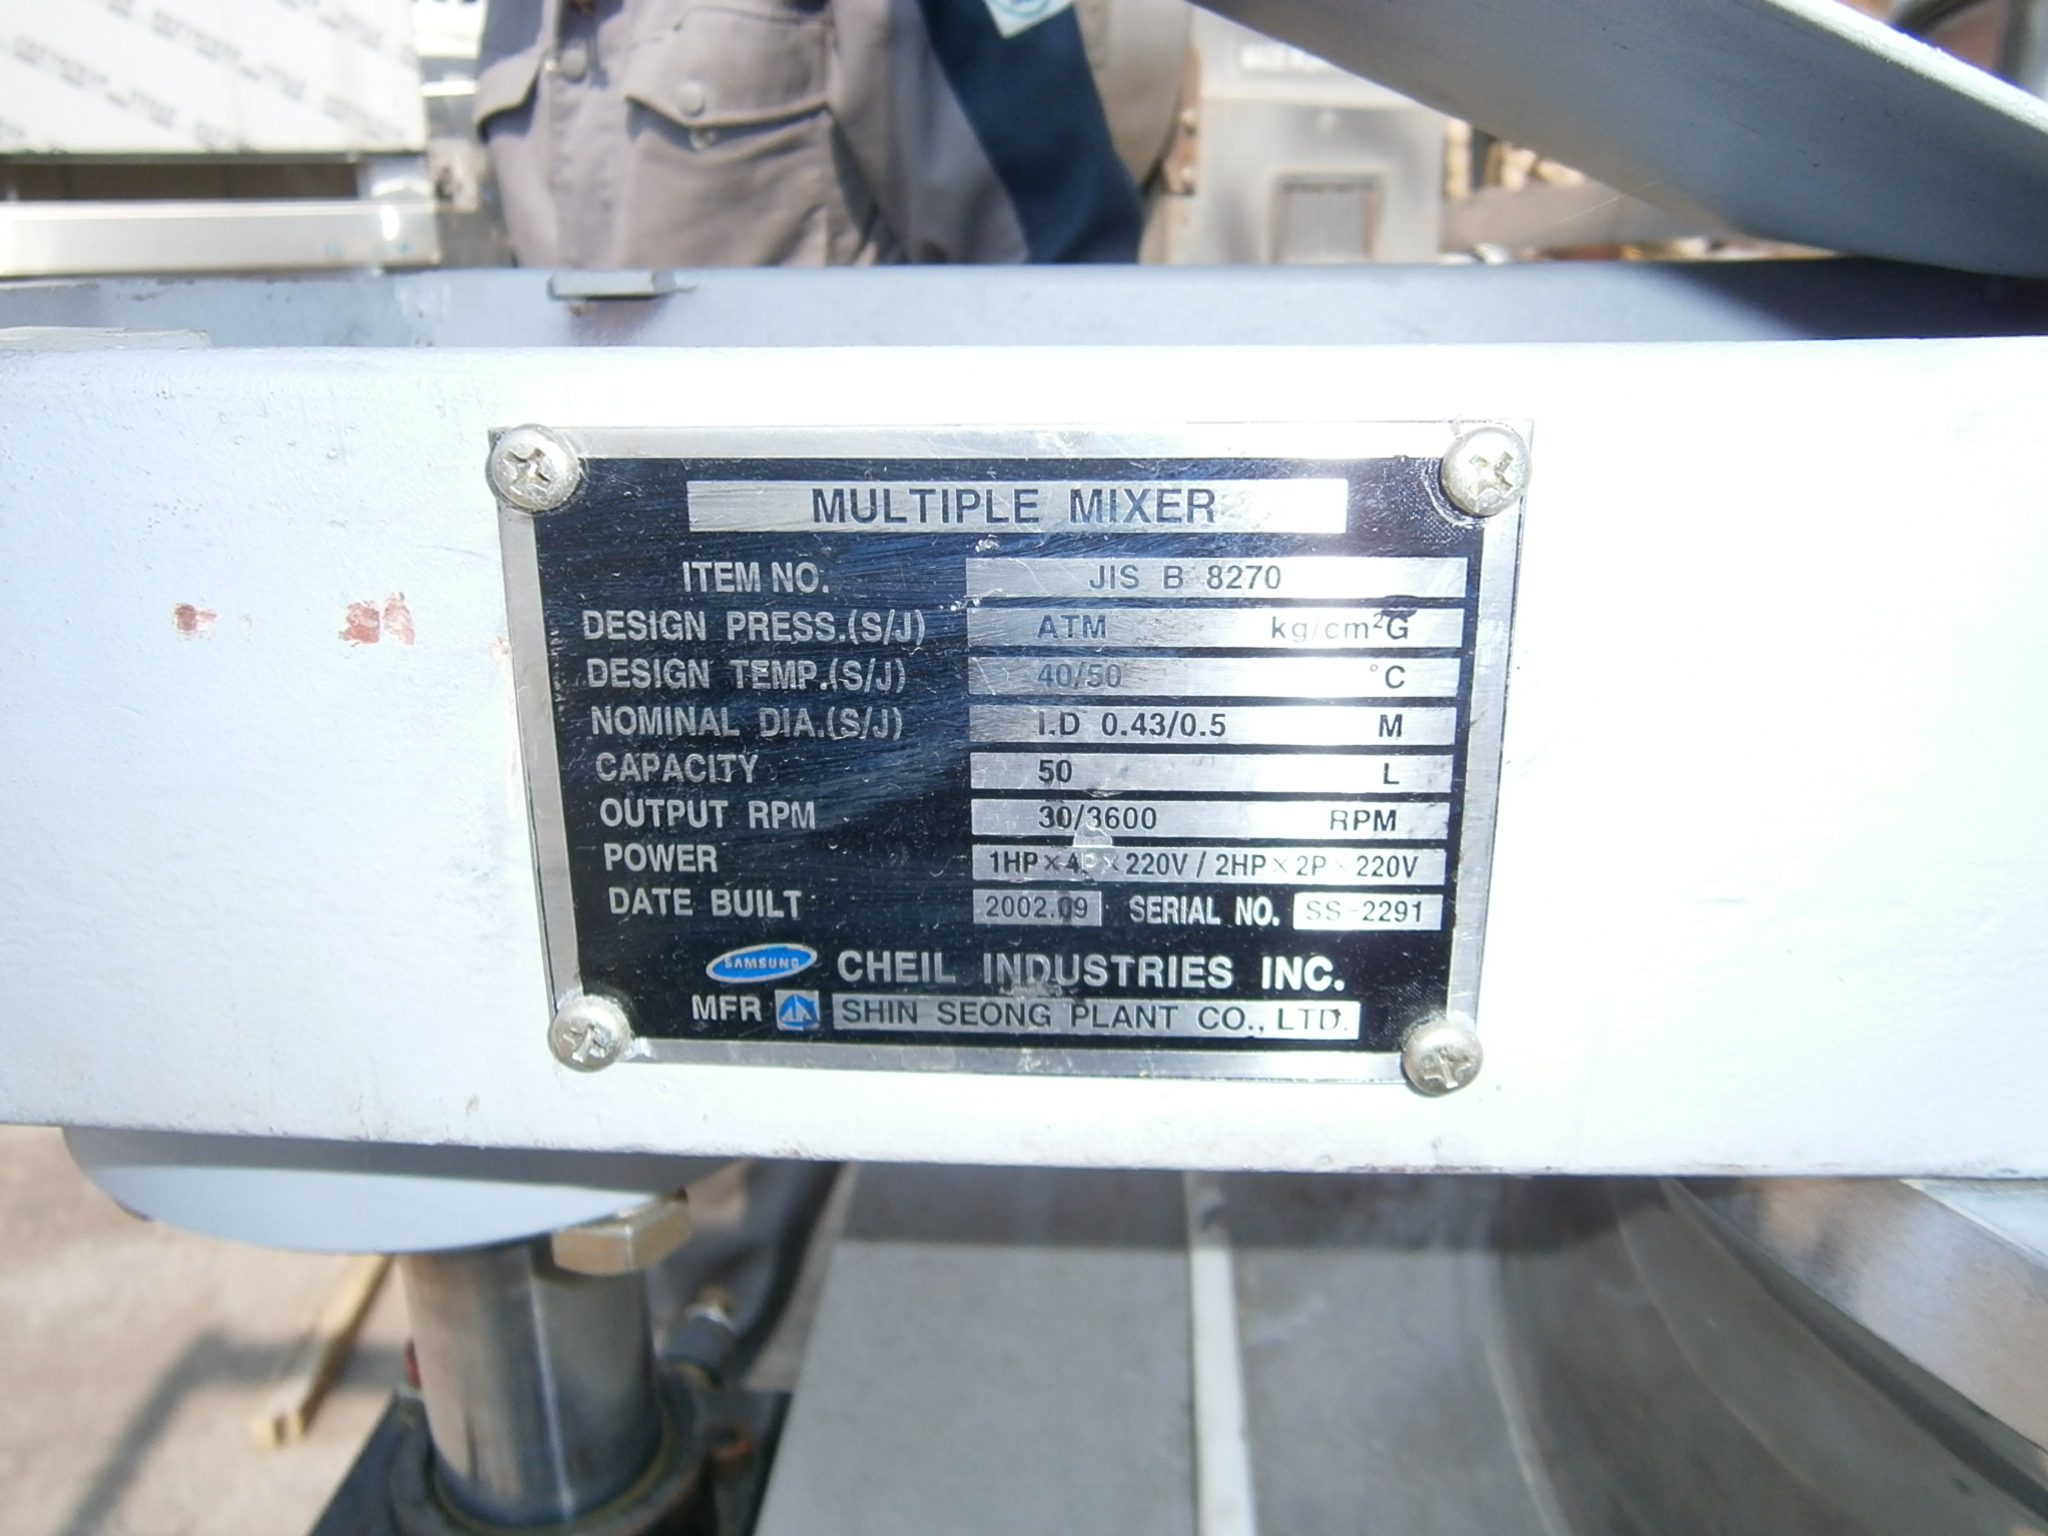 MULTIPLE MIXER
ITEM NO. JIS B 8270
DESIGN PRESS.(S/J) ATM kg/cm²G
DESIGN TEMP.(S/J) 40/50 °C
NOMINAL DIA.(S/J) I.D 0.43/0.5 M
CAPACITY 50 L
OUTPUT RPM 30/3600 RPM
POWER 1HP×4P×220V / 2HP×2P×220V
DATE BUILT 2002.09 SERIAL NO. SS-2291
SAMSUNG CHEIL INDUSTRIES INC.
MFR SHIN SEONG PLANT CO., LTD.